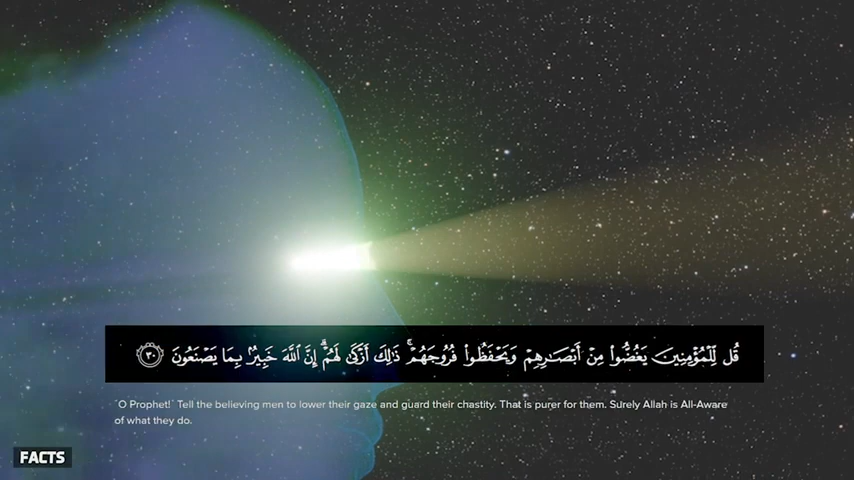 قُل لِّلْمُؤْمِنِينَ يَغُضُّوا۟ مِنْ أَبْصَـٰرِهِمْ وَيَحْفَظُوا۟ فُرُوجَهُمْ ۚ ذَٰلِكَ أَزْكَىٰ لَهُمْ ۗ إِنَّ ٱللَّهَ خَبِيرٌۢ بِمَا يَصْنَعُونَ ٣٠
˹O Prophet!˺ Tell the believing men to lower their gaze and guard their chastity. That is purer for them. Surely Allah is All-Aware
of what they do.
FACTS